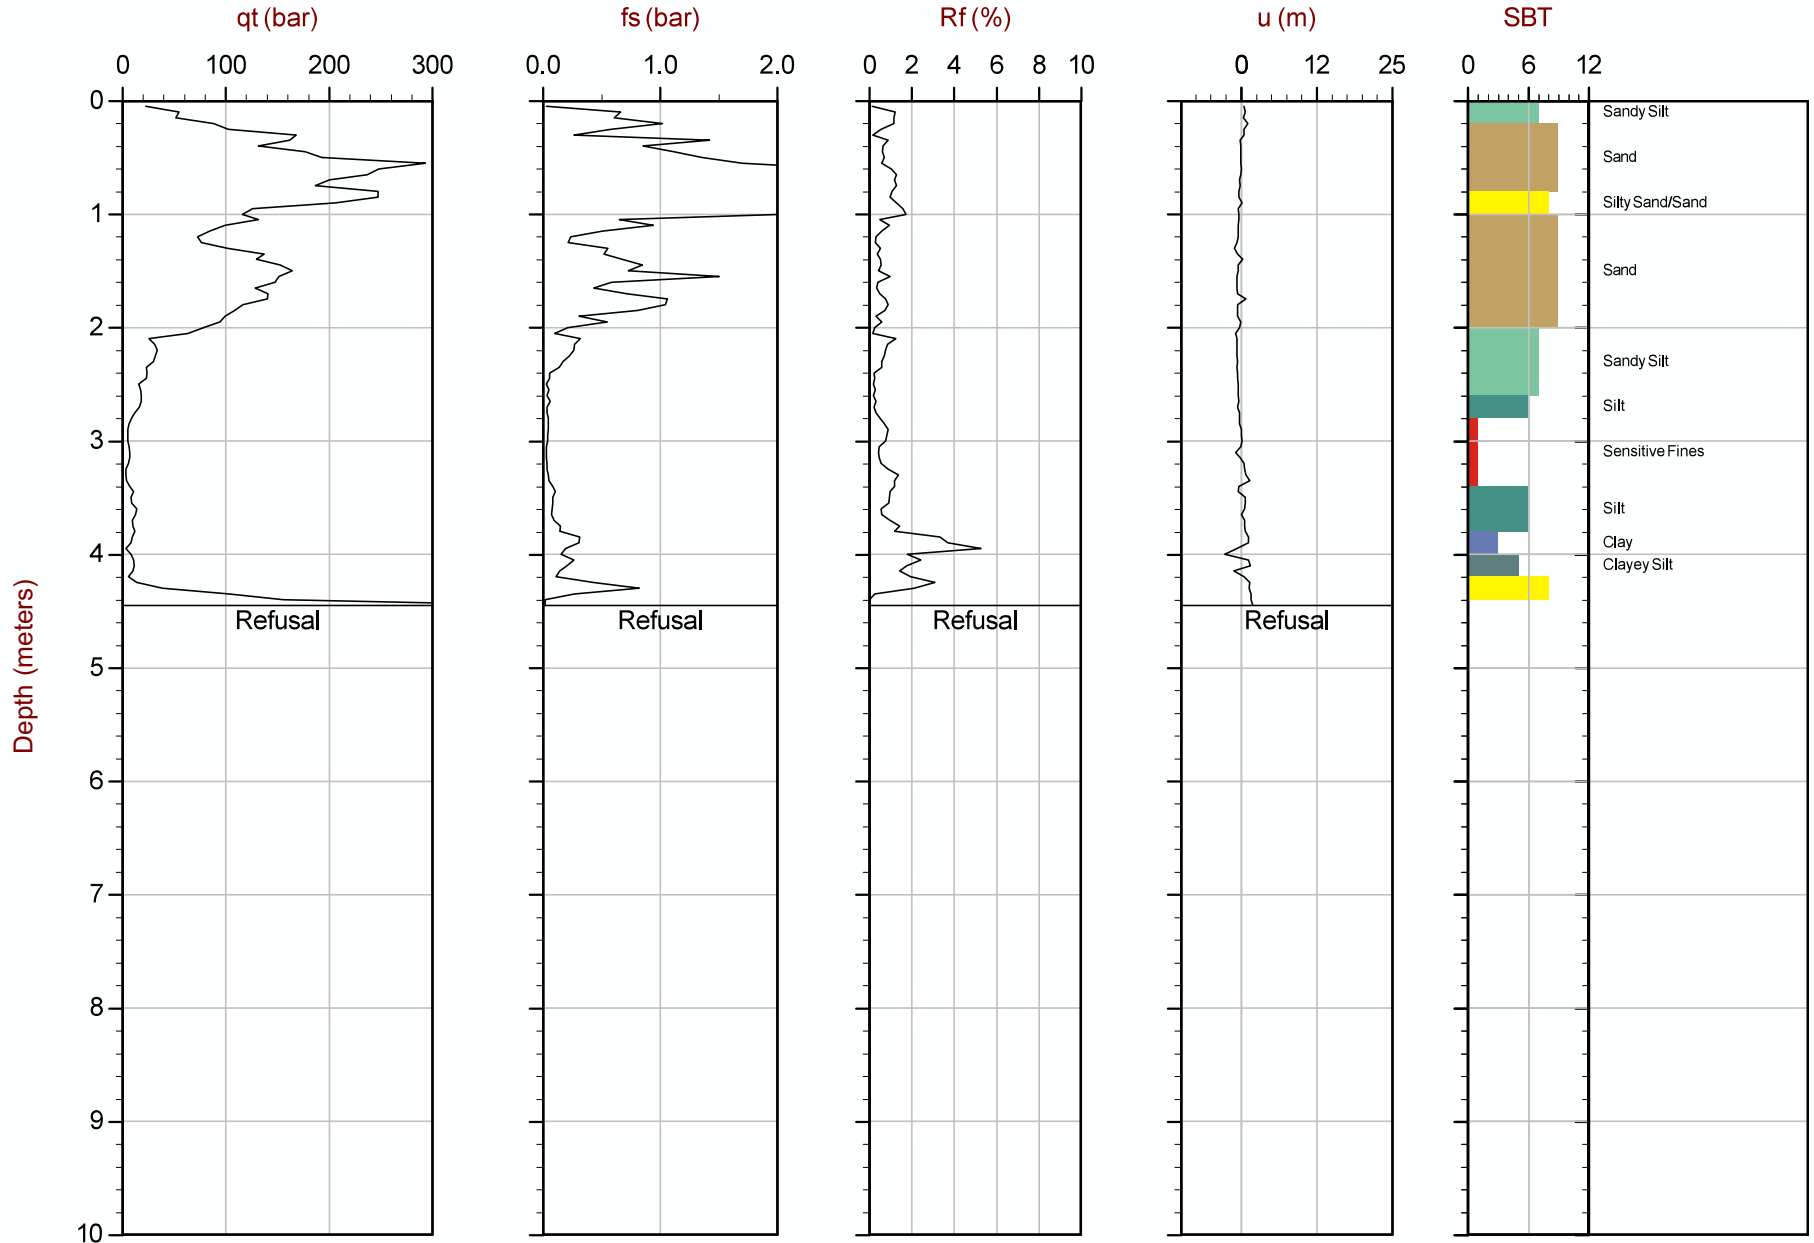 qt (bar) fs (bar) Rf (%) u (m) SBT
0 100 200 300 0.0 1.0 2.0 0 2 4 6 8 10 0 12 25 0 6 12
0
Sandy Silt
Sand
Silty Sand/Sand
1
Sand
2
Sandy Silt
Silt
3
Sensitive Fines
Silt
Clay
4
Clayey Silt
Refusal Refusal Refusal Refusal
5
Depth (meters)
6
7
8
9
10